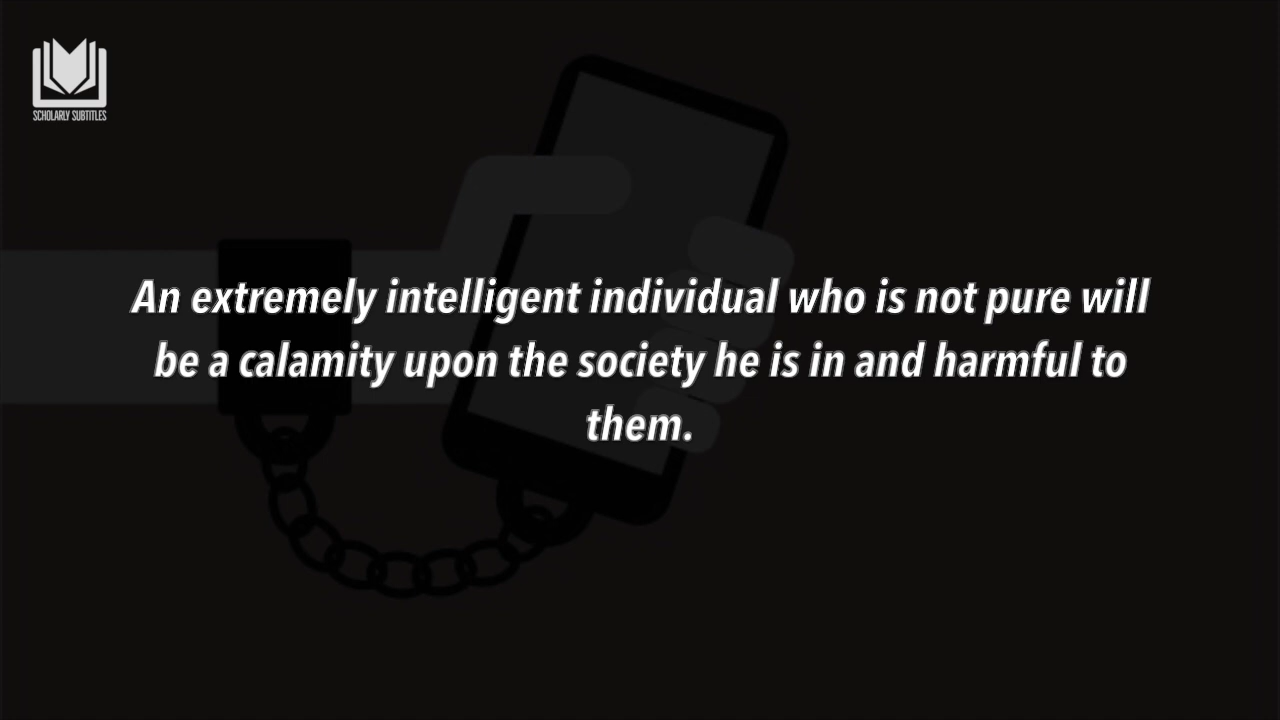 SCHOLARLY SUBTITLES
An extremely intelligent individual who is not pure will
be a calamity upon the society he is in and harmful to
them.